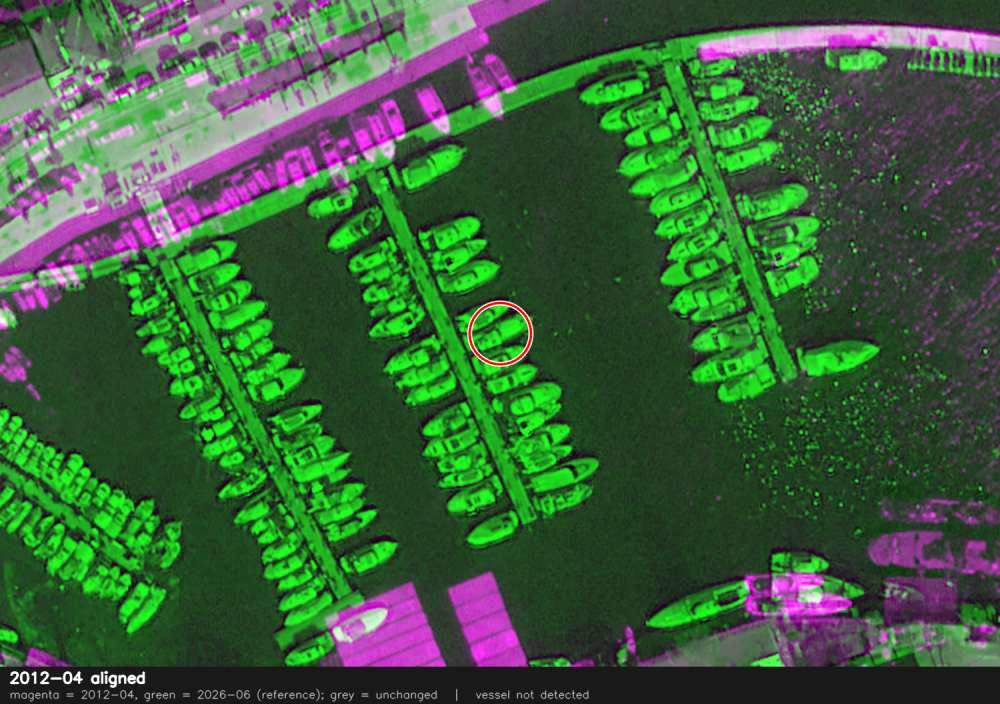 2012-04 aligned
magenta = 2012-04, green = 2026-06 (reference); grey = unchanged | vessel not detected